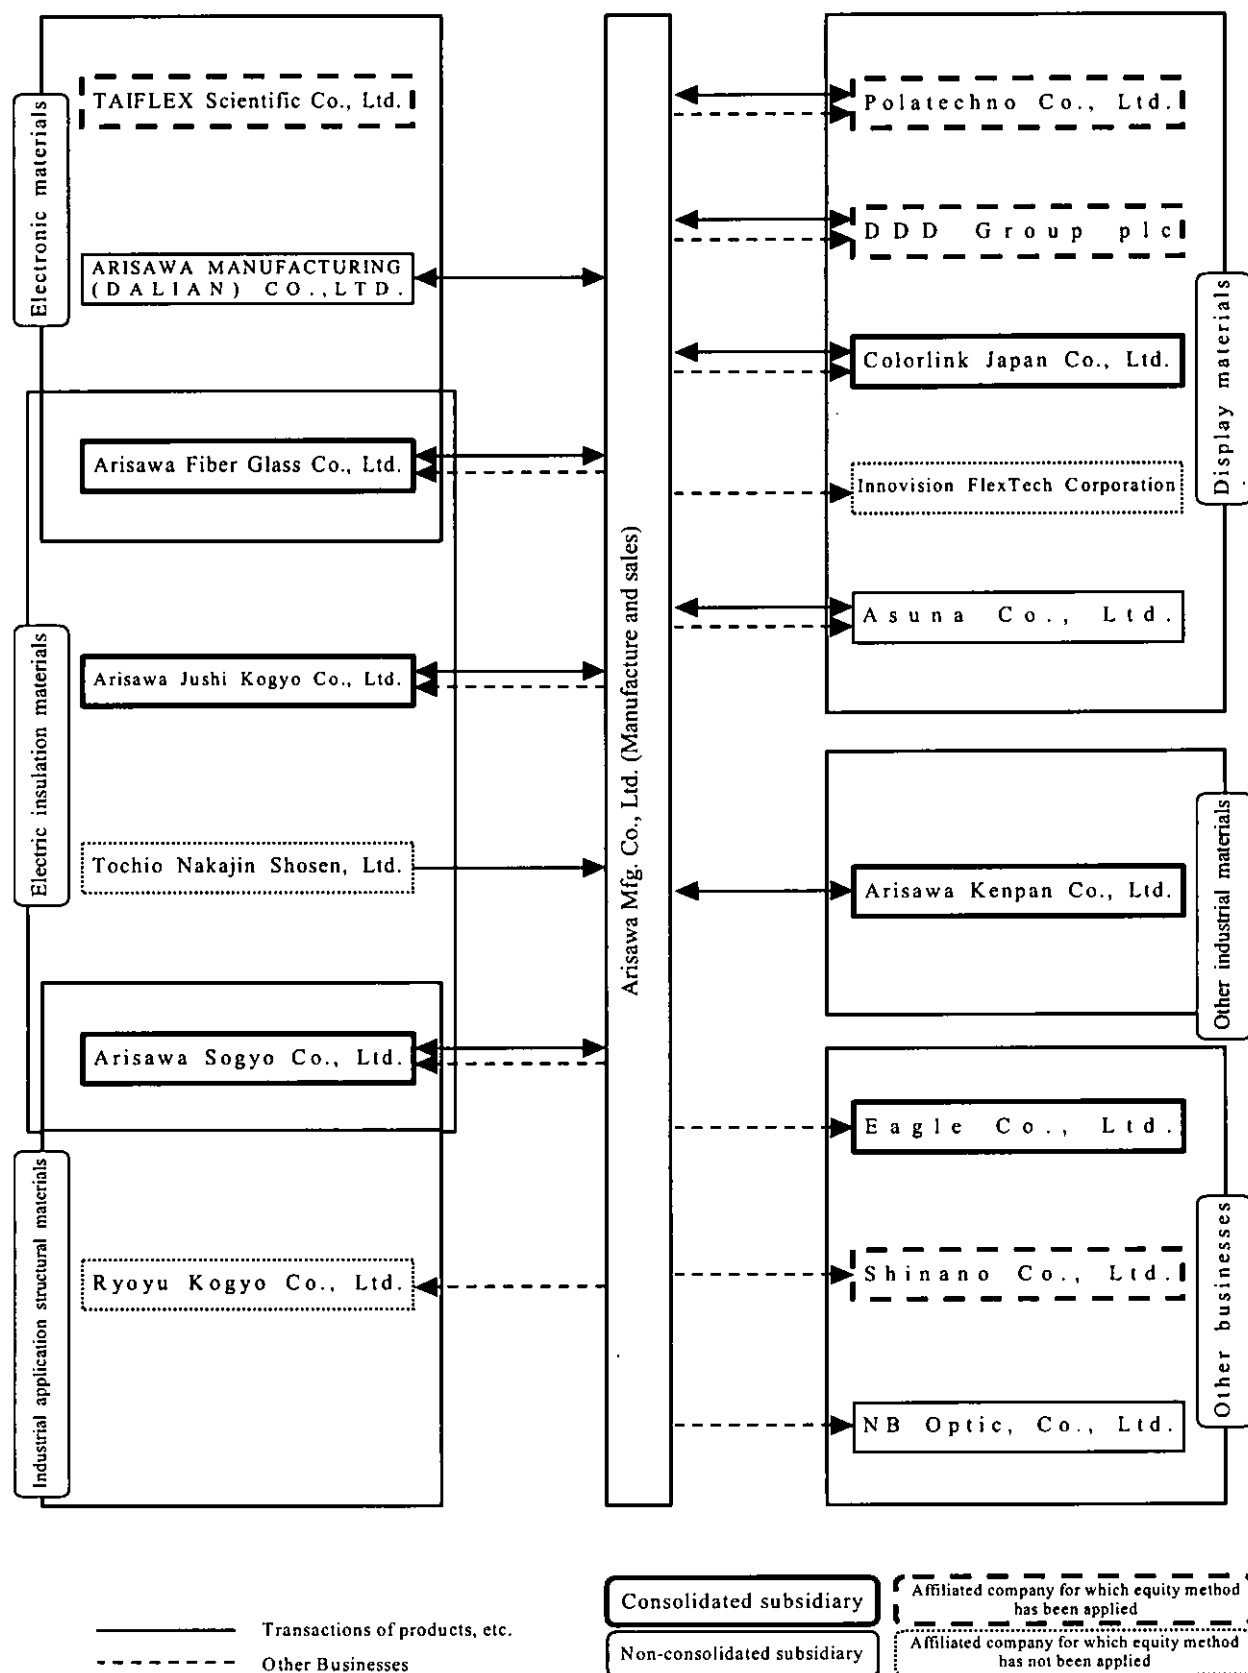 Electronic materials
TAIFLEX Scientific Co., Ltd.
ARISAWA MANUFACTURING
(DALIAN) CO.,LTD.
Arisawa Fiber Glass Co., Ltd.
Electric insulation materials
Arisawa Jushi Kogyo Co., Ltd.
Tochio Nakajin Shosen, Ltd.
Arisawa Sogyo Co., Ltd.
Industrial application structural materials
Ryoyu Kogyo Co., Ltd.
Arisawa Mfg. Co., Ltd. (Manufacture and sales)
Polatechno Co., Ltd.
DDD Group plc
Colorlink Japan Co., Ltd.
Innovision FlexTech Corporation
Asuna Co., Ltd.
Display materials
Arisawa Kenpan Co., Ltd.
Other industrial materials
Eagle Co., Ltd.
Shinano Co., Ltd.
NB Optic, Co., Ltd.
Other businesses
Transactions of products, etc.
Other Businesses
Consolidated subsidiary
Non-consolidated subsidiary
Affiliated company for which equity method
has been applied
Affiliated company for which equity method
has not been applied